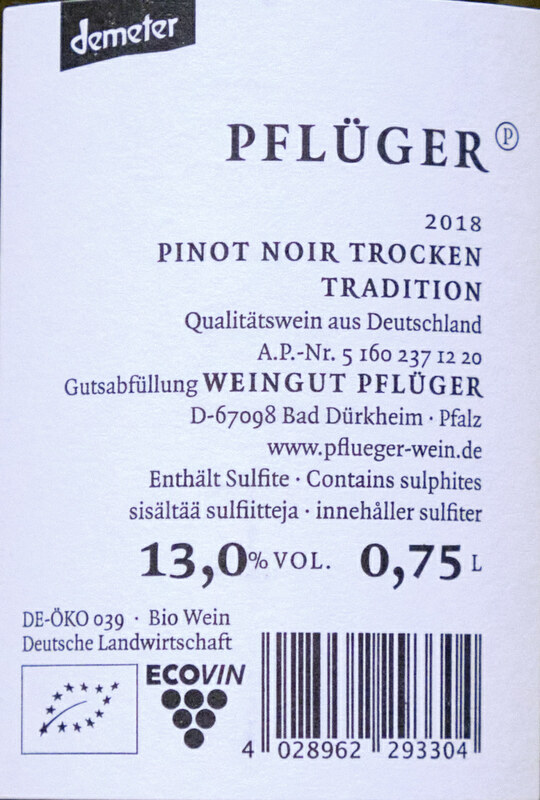 demeter
PFLÜGER Ⓟ
2018
PINOT NOIR TROCKEN
TRADITION
Qualitätswein aus Deutschland
A.P.-Nr. 5 160 237 12 20
Gutsabfüllung WEINGUT PFLÜGER
D-67098 Bad Dürkheim · Pfalz
www.pflueger-wein.de
Enthält Sulfite · Contains sulphites
sisältää sulfiitteja · innehåller sulfiter
13,0% VOL. 0,75 L
DE-ÖKO 039 · Bio Wein
Deutsche Landwirtschaft
ECOVIN
4 028962 293304